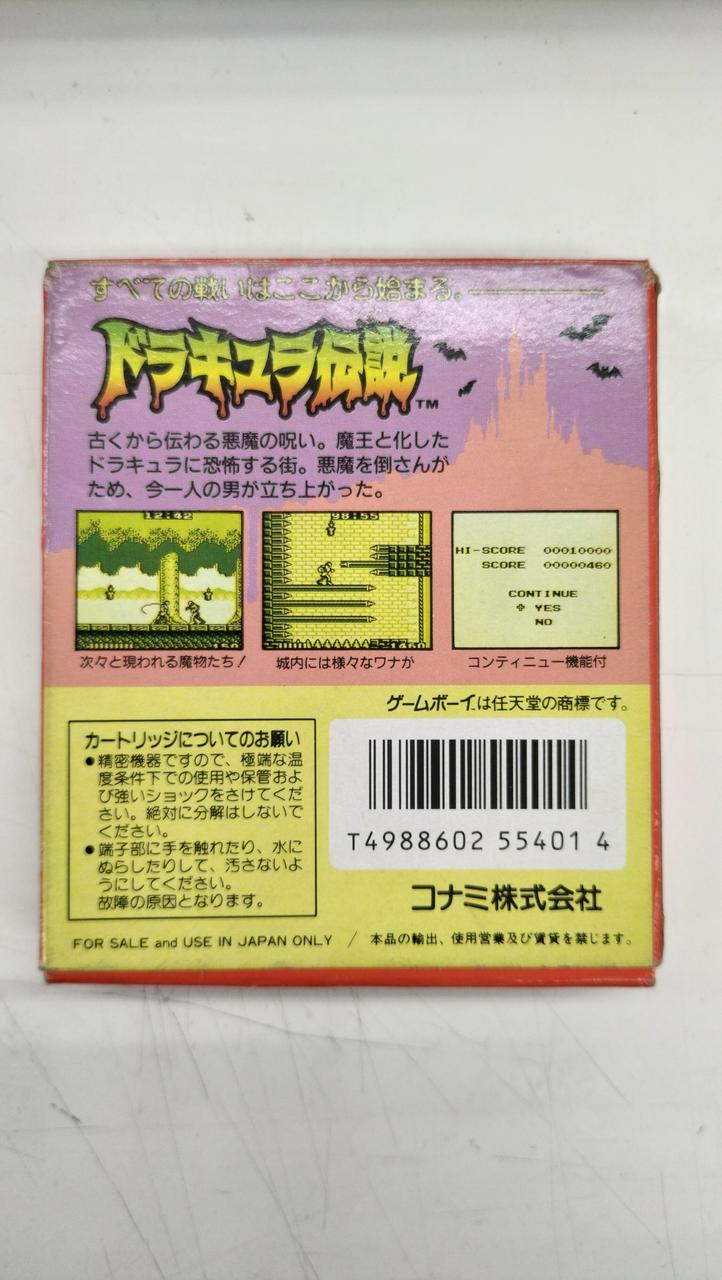 すべての戦いはここから始まる。
ドラキュラ伝説™
古くから伝わる悪魔の呪い。魔王と化した
ドラキュラに恐怖する街。悪魔を倒さんが
ため、今一人の男が立ち上がった。
12:42
98:55
HI-SCORE 00010000
SCORE 00000460
CONTINUE
YES
NO
次々と現われる魔物たち!
城内には様々なワナが
コンティニュー機能付
ゲームボーイは任天堂の商標です。
カートリッジについてのお願い
●精密機器ですので、極端な温
度条件下での使用や保管およ
び強いショックをさけてくだ
さい。絶対に分解はしないで
ください。
●端子部に手を触れたり、水に
ぬらしたりして、汚さないよ
うにしてください。
故障の原因となります。
T4988602 55401 4
コナミ株式会社
FOR SALE and USE IN JAPAN ONLY / 本品の輸出、使用営業及び賃貸を禁じます。